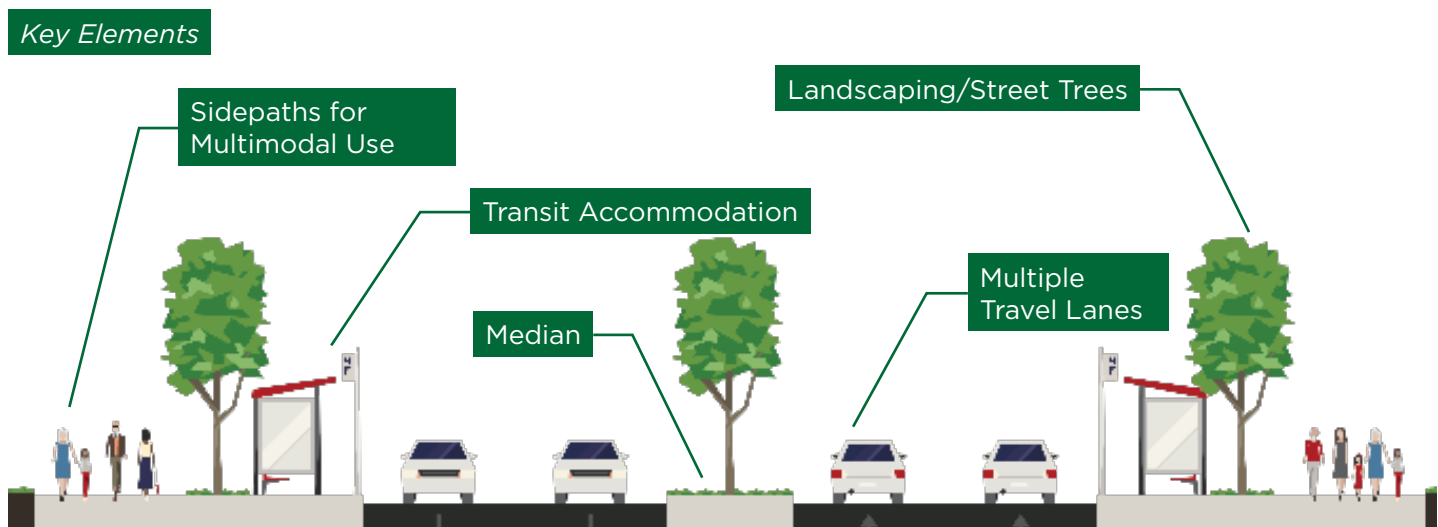 Key Elements
Sidepaths for
Multimodal Use
Landscaping/Street Trees
Transit Accommodation
Multiple
Travel Lanes
Median